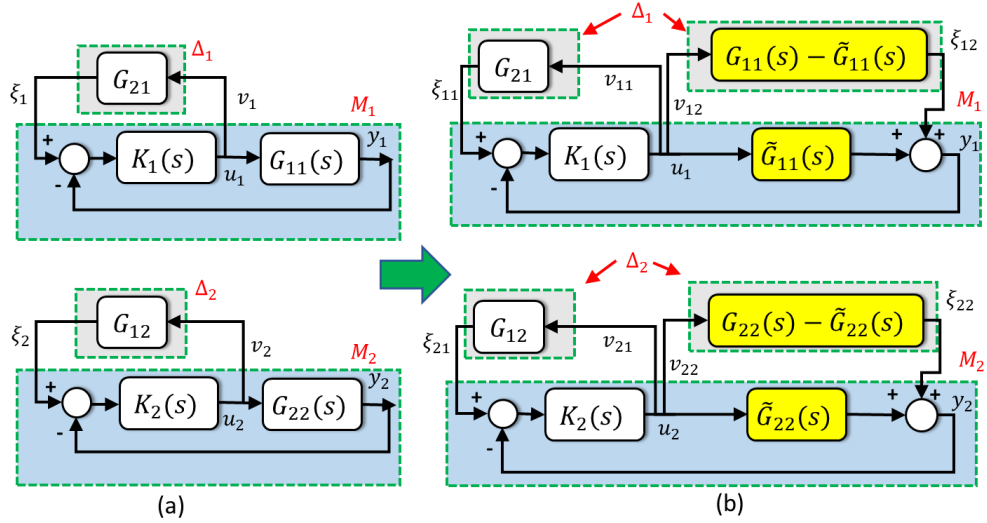 Δ₁
G₂₁
ξ₁
v₁
M₁
+
-
K₁(s)
u₁
G₁₁(s)
y₁
Δ₂
G₁₂
ξ₂
v₂
M₂
+
-
K₂(s)
u₂
G₂₂(s)
y₂
(a)
Δ₁
G₂₁
G₁₁(s) − G̃₁₁(s)
ξ₁₂
ξ₁₁
v₁₁
v₁₂
M₁
+
-
K₁(s)
u₁
G̃₁₁(s)
+
+
y₁
Δ₂
G₁₂
G₂₂(s) − G̃₂₂(s)
ξ₂₂
ξ₂₁
v₂₁
v₂₂
M₂
+
-
K₂(s)
u₂
G̃₂₂(s)
+
+
y₂
(b)